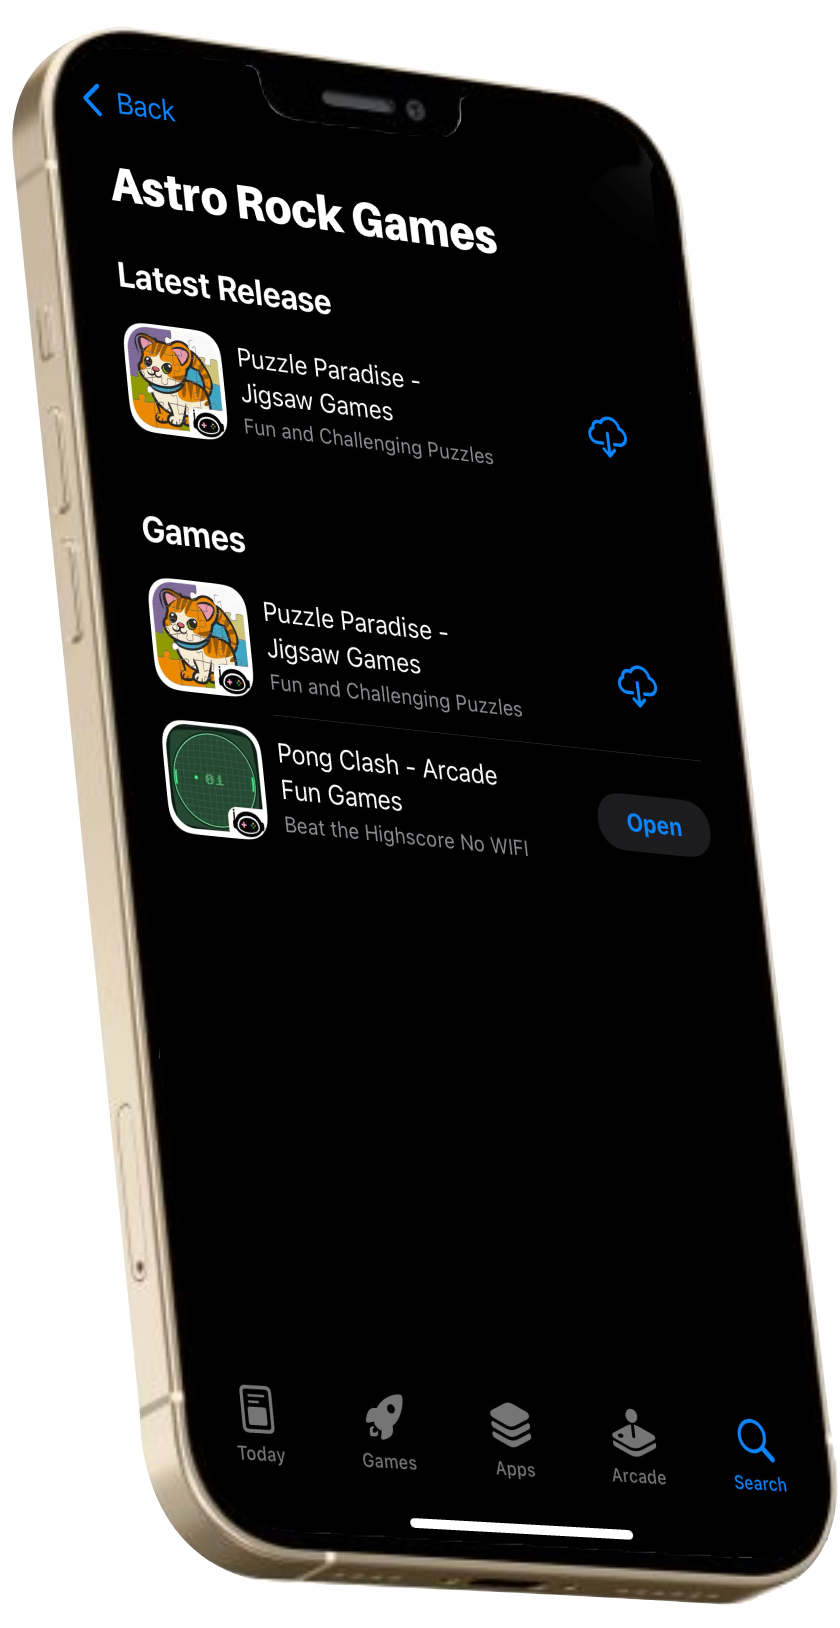 Back
Astro Rock Games
Latest Release
Puzzle Paradise -
Jigsaw Games
Fun and Challenging Puzzles
Games
Puzzle Paradise -
Jigsaw Games
Fun and Challenging Puzzles
Pong Clash - Arcade
Fun Games
Beat the Highscore No WIFI
Open
Today
Games
Apps
Arcade
Search